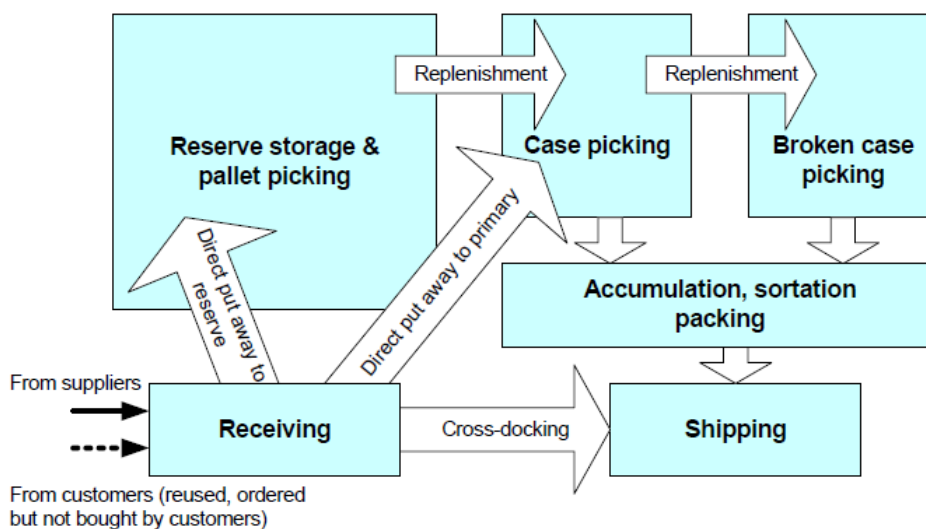 Replenishment
Replenishment
Reserve storage &
pallet picking
Case picking
Broken case
picking
Direct put away to
reserve
Direct put away to primary
Accumulation, sortation
packing
From suppliers
Receiving
Cross-docking
Shipping
From customers (reused, ordered
but not bought by customers)